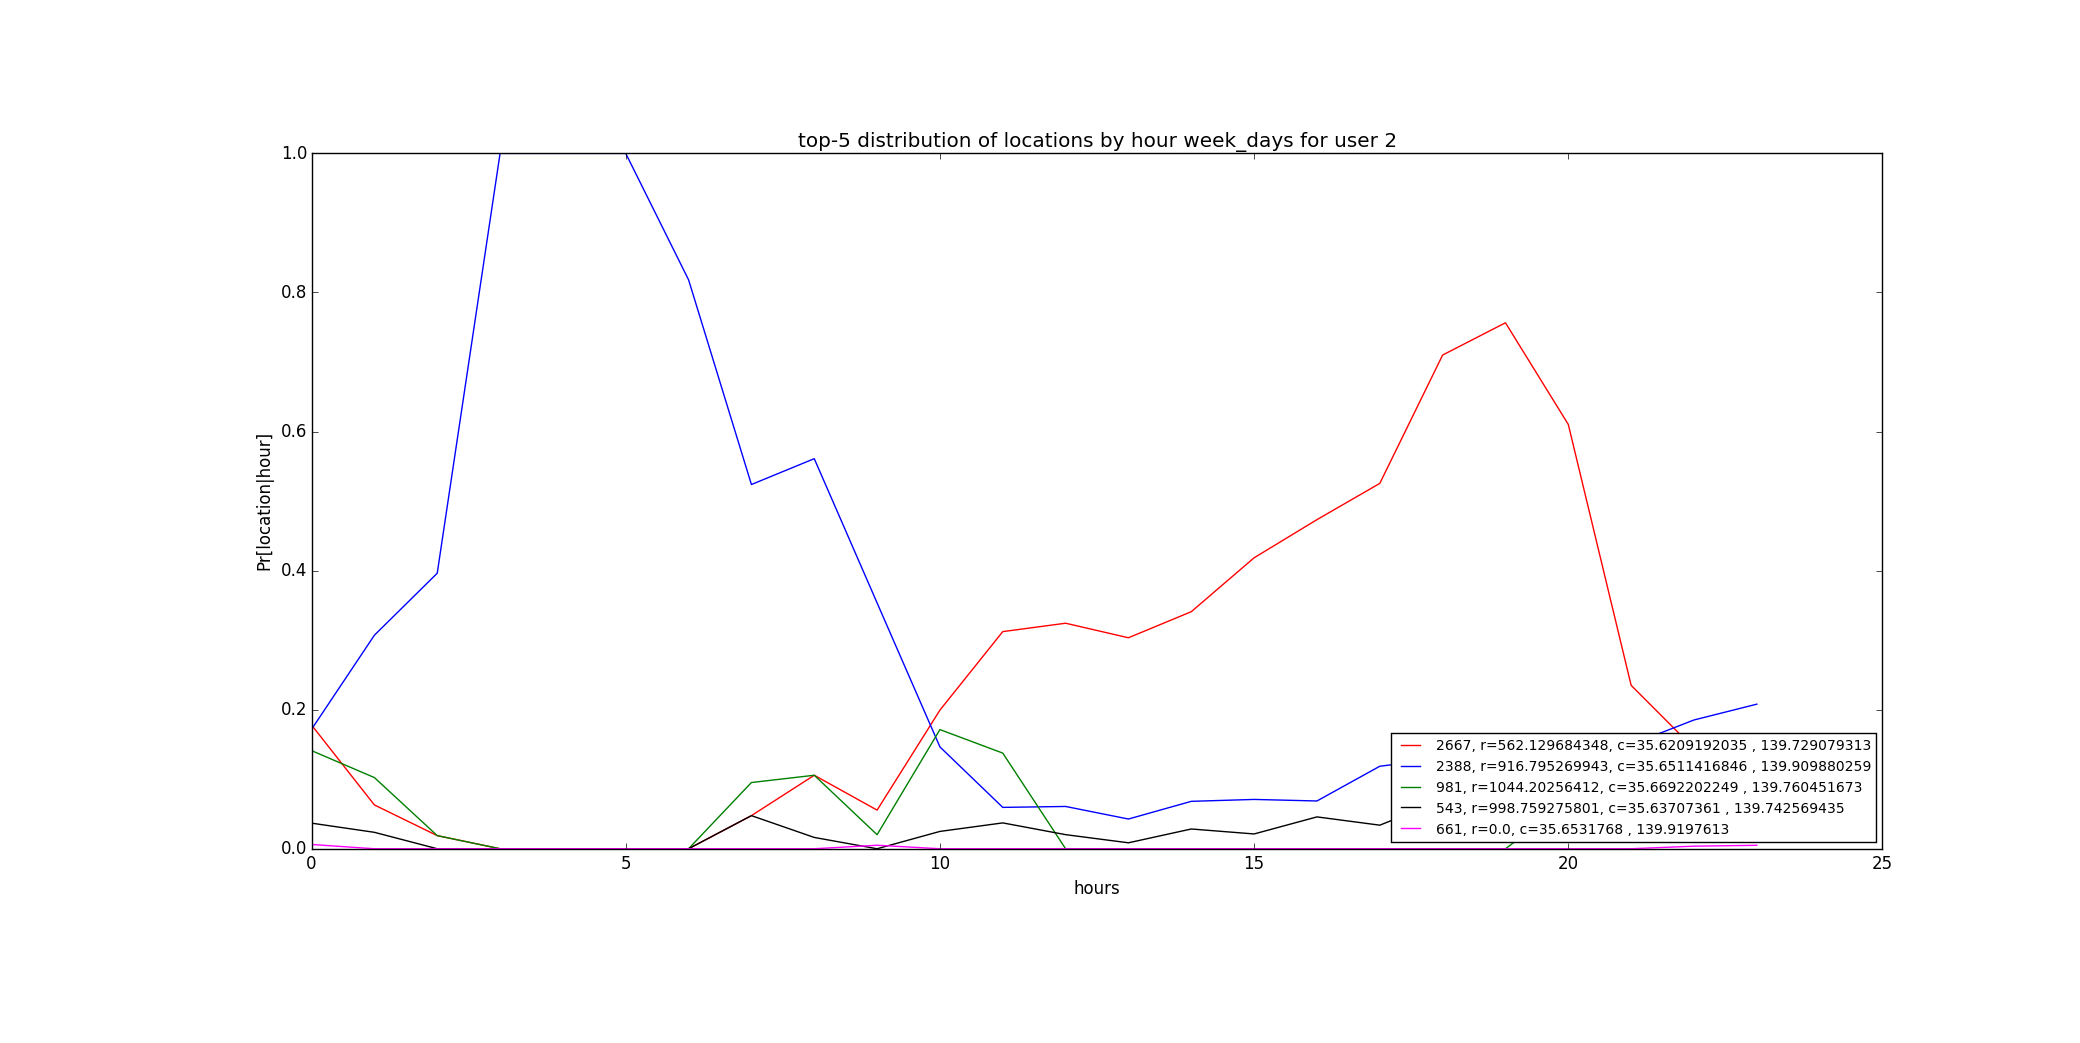 top-5 distribution of locations by hour week_days for user 2
1.0
0.8
0.6
0.4
0.2
0.0
Pr[location|hour]
2667, r=562.129684348, c=35.6209192035 , 139.729079313
2388, r=916.795269943, c=35.6511416846 , 139.909880259
981, r=1044.20256412, c=35.6692202249 , 139.760451673
543, r=998.759275801, c=35.63707361 , 139.742569435
661, r=0.0, c=35.6531768 , 139.9197613
0 5 10 15 20 25
hours